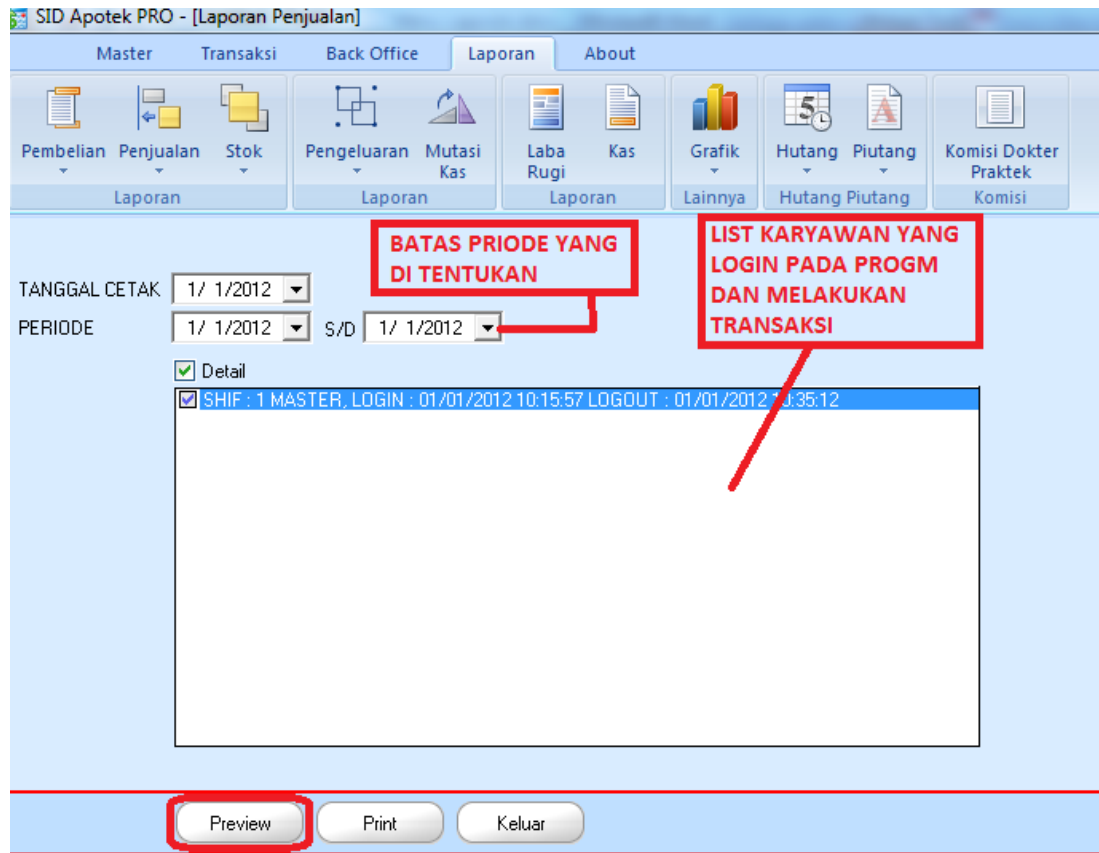 SID Apotek PRO - [Laporan Penjualan]
Master Transaksi Back Office Laporan About
Pembelian Penjualan Stok Pengeluaran Mutasi Kas Laba Rugi Kas Grafik Hutang Piutang Komisi Dokter Praktek
Laporan Laporan Laporan Lainnya Hutang Piutang Komisi
BATAS PRIODE YANG
DI TENTUKAN
LIST KARYAWAN YANG
LOGIN PADA PROGM
DAN MELAKUKAN
TRANSAKSI
TANGGAL CETAK 1/ 1/2012
PERIODE 1/ 1/2012 S/D 1/ 1/2012
Detail
SHIF : 1 MASTER, LOGIN : 01/01/2012 10:15:57 LOGOUT : 01/01/2012 10:35:12
Preview Print Keluar